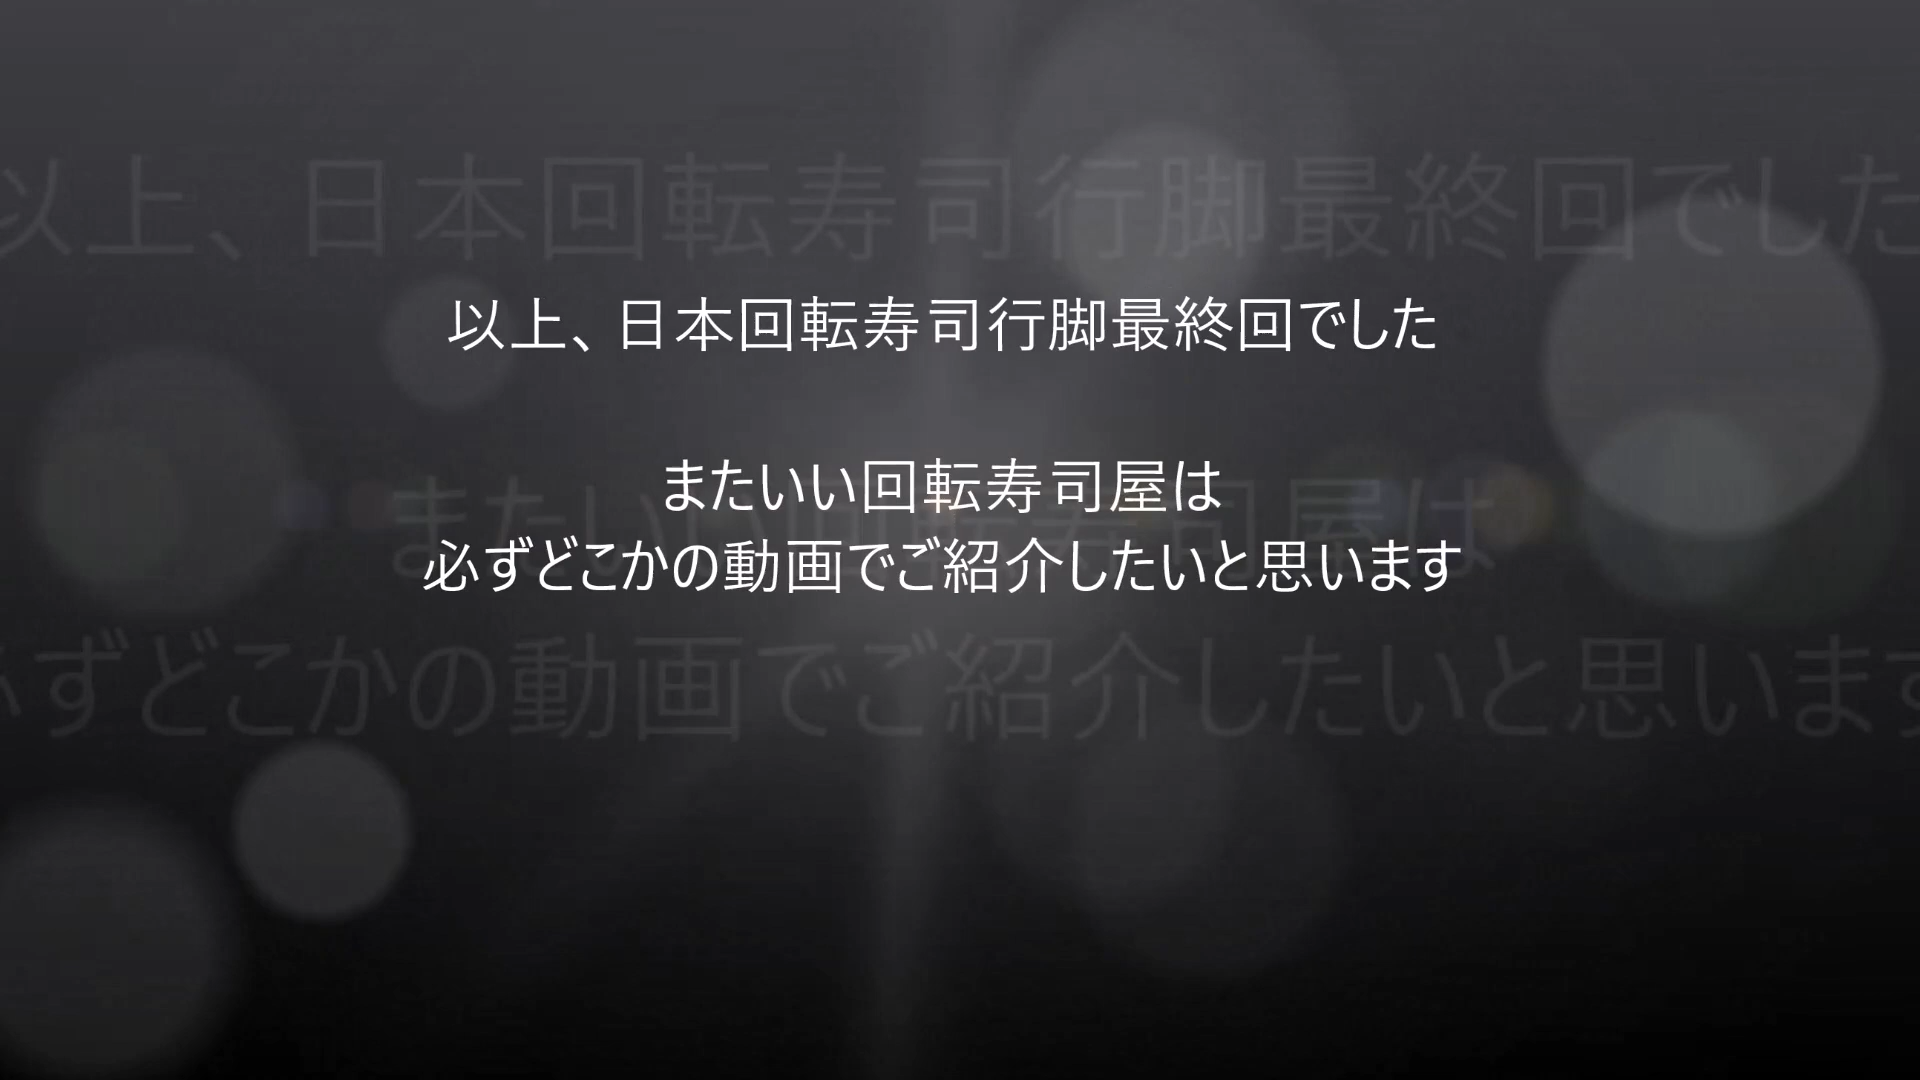 以上、日本回転寿司行脚最終回でした
またいい回転寿司屋は
必ずどこかの動画でご紹介したいと思います